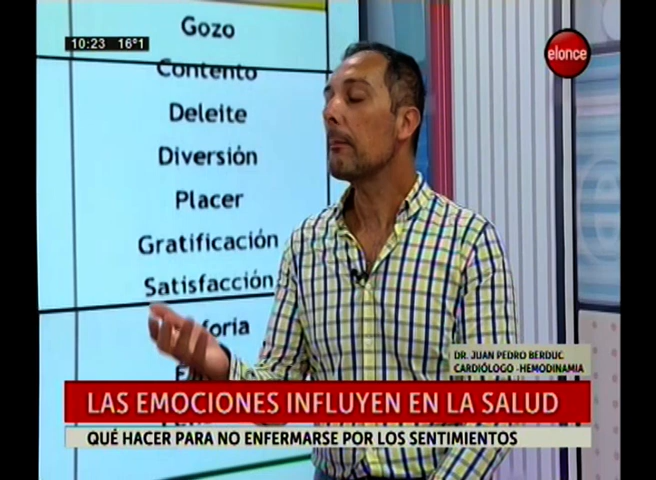 Gozo
10:23 16°1
elonce
Contento
Deleite
Diversión
Placer
Gratificación
Satisfacción
foria
DR. JUAN PEDRO BERDUC
CARDIÓLOGO - HEMODINAMIA
LAS EMOCIONES INFLUYEN EN LA SALUD
QUÉ HACER PARA NO ENFERMARSE POR LOS SENTIMIENTOS